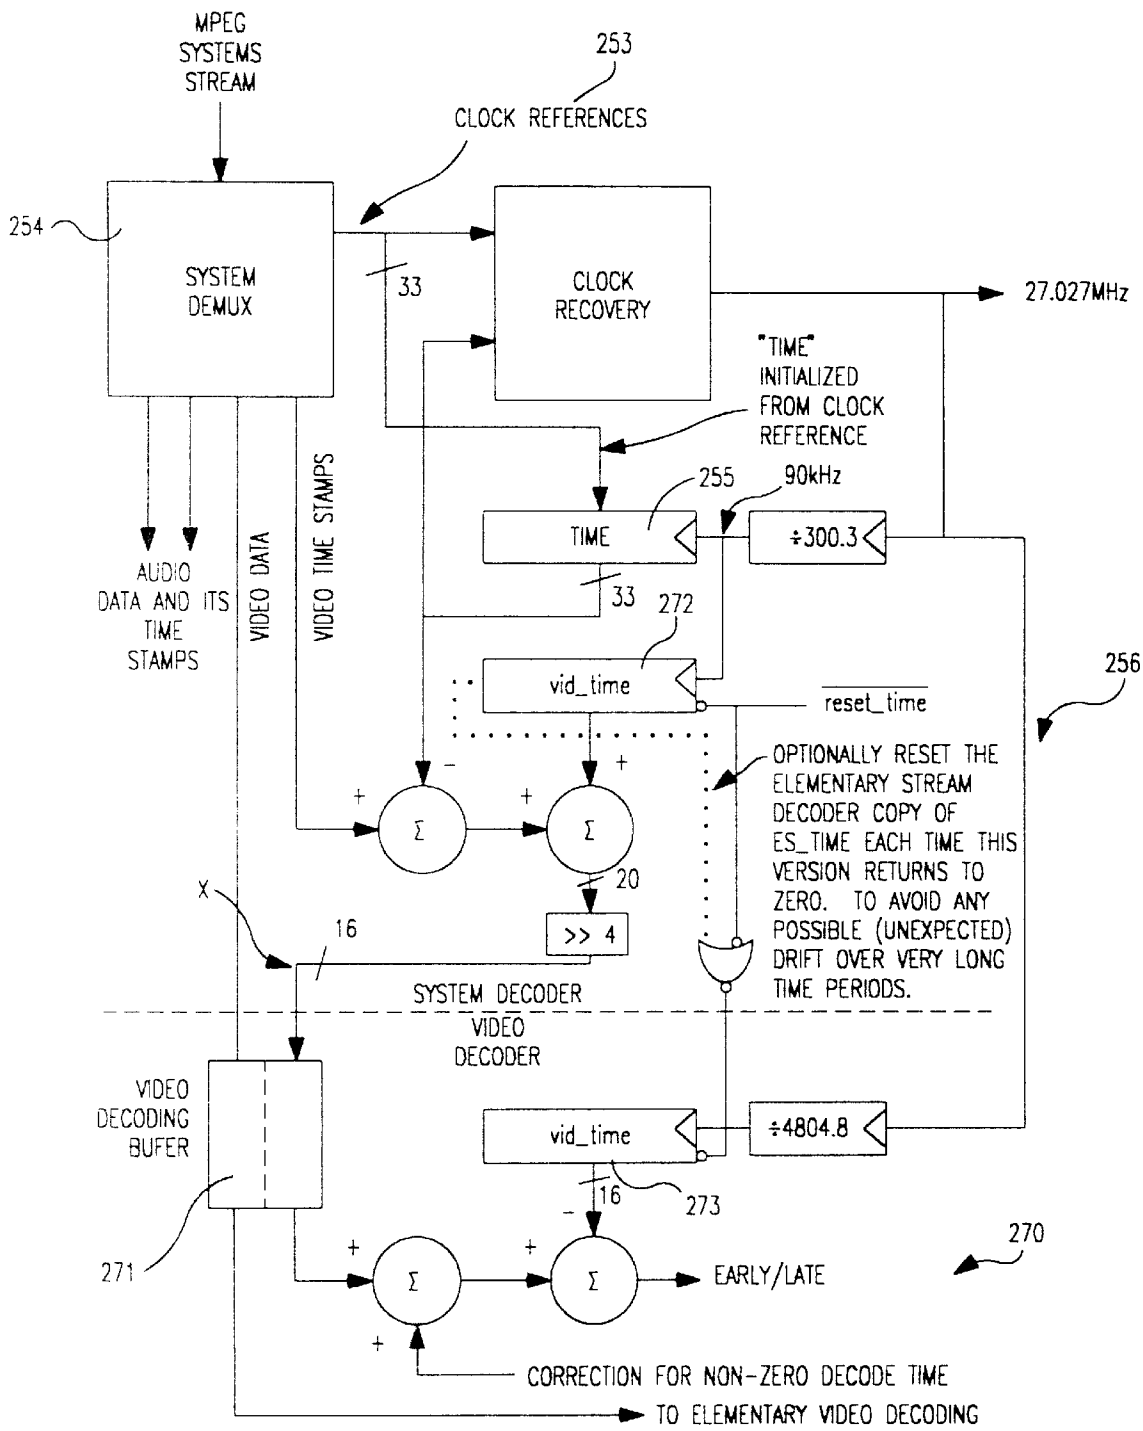 MPEG
SYSTEMS
STREAM
253
CLOCK REFERENCES
254
SYSTEM
DEMUX
33
CLOCK
RECOVERY
27.027MHz
"TIME"
INITIALIZED
FROM CLOCK
REFERENCE
255
90kHz
TIME
÷300.3
33
AUDIO
DATA AND ITS
TIME
STAMPS
VIDEO DATA
VIDEO TIME STAMPS
272
vid_time
reset_time
256
OPTIONALLY RESET THE
ELEMENTARY STREAM
DECODER COPY OF
ES_TIME EACH TIME THIS
VERSION RETURNS TO
ZERO. TO AVOID ANY
POSSIBLE (UNEXPECTED)
DRIFT OVER VERY LONG
TIME PERIODS.
-
+
+
+
Σ
Σ
20
X
16
>> 4
SYSTEM DECODER
VIDEO
DECODER
VIDEO
DECODING
BUFER
vid_time
÷4804.8
16
273
271
-
+
+
Σ
Σ
+
EARLY/LATE
270
CORRECTION FOR NON-ZERO DECODE TIME
TO ELEMENTARY VIDEO DECODING